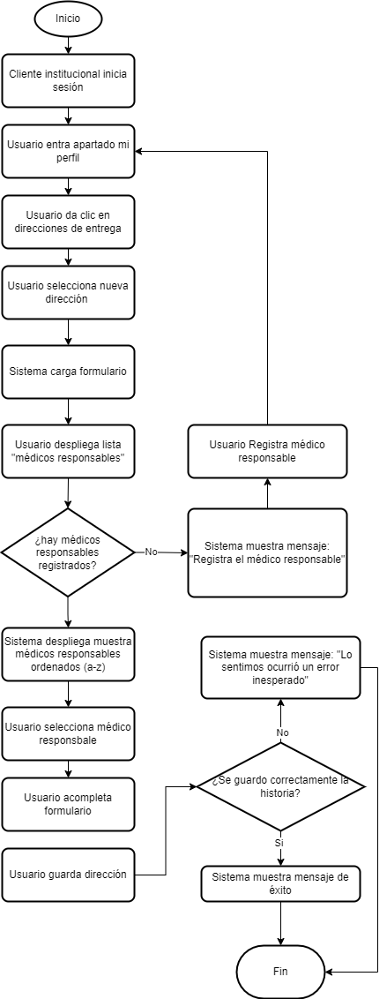 Inicio
Cliente institucional inicia
sesión
Usuario entra apartado mi
perfil
Usuario da clic en
direcciones de entrega
Usuario selecciona nueva
dirección
Sistema carga formulario
Usuario despliega lista
"médicos responsables"
Usuario Registra médico
responsable
¿hay médicos
responsables
registrados?
No
Sistema muestra mensaje:
"Registra el médico responsable"
Sistema despliega muestra
médicos responsables
ordenados (a-z)
Sistema muestra mensaje: "Lo
sentimos ocurrió un error
inesperado"
Usuario selecciona médico
responsbale
No
Usuario acompleta
formulario
¿Se guardo correctamente la
historia?
Si
Usuario guarda dirección
Sistema muestra mensaje de
éxito
Fin